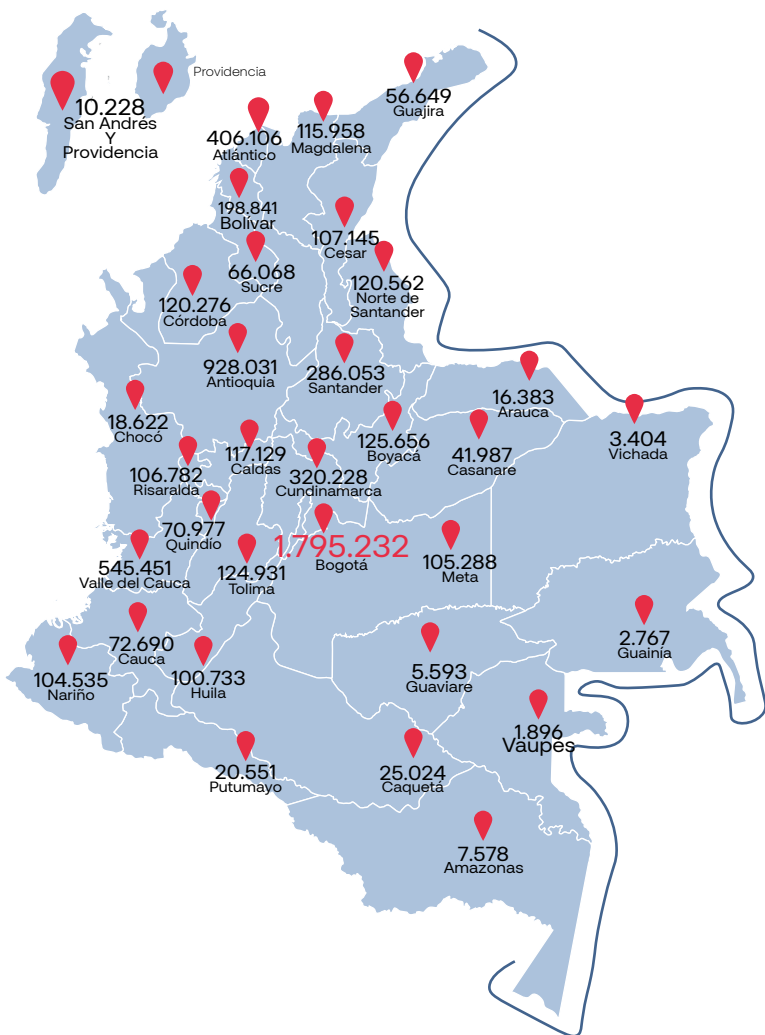 Providencia
10.228
San Andrés
Y
Providencia
56.649
Guajira
406.106
Atlántico
115.958
Magdalena
198.841
Bolívar
107.145
Cesar
66.068
Sucre
120.562
Norte de
Santander
120.276
Córdoba
928.031
Antioquia
286.053
Santander
16.383
Arauca
18.622
Chocó
117.129
Caldas
125.656
Boyacá
41.987
Casanare
3.404
Vichada
106.782
Risaralda
320.228
Cundinamarca
70.977
Quindío
1.795.232
Bogotá
545.451
Valle del Cauca
124.931
Tolima
105.288
Meta
72.690
Cauca
2.767
Guainía
104.535
Nariño
100.733
Huila
5.593
Guaviare
1.896
Vaupés
20.551
Putumayo
25.024
Caquetá
7.578
Amazonas